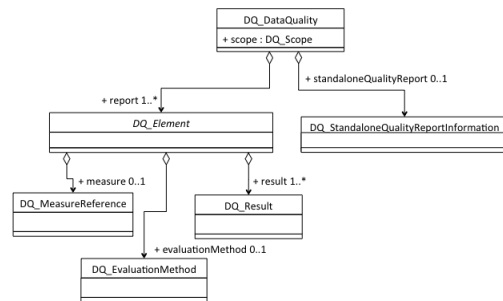 DQ_DataQuality
+ scope : DQ_Scope
+ standaloneQualityReport 0..1
+ report 1..*
DQ_Element
DQ_StandaloneQualityReportInformation
+ measure 0..1
+ result 1..*
DQ_MeasureReference
DQ_Result
+ evaluationMethod 0..1
DQ_EvaluationMethod